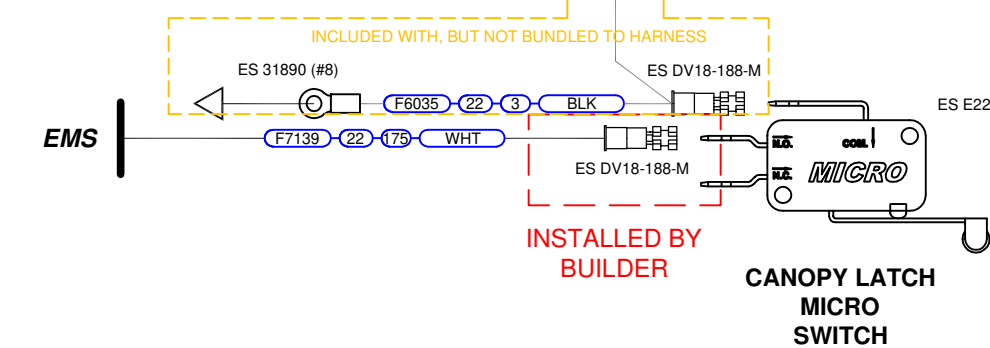 INCLUDED WITH, BUT NOT BUNDLED TO HARNESS
ES 31890 (#8)
ES DV18-188-M
F6035 22 3 BLK
ES E22
EMS
F7139 22 175 WHT
ES DV18-188-M
N.O.
COM.
N.C.
MICRO
INSTALLED BY
BUILDER
CANOPY LATCH
MICRO
SWITCH